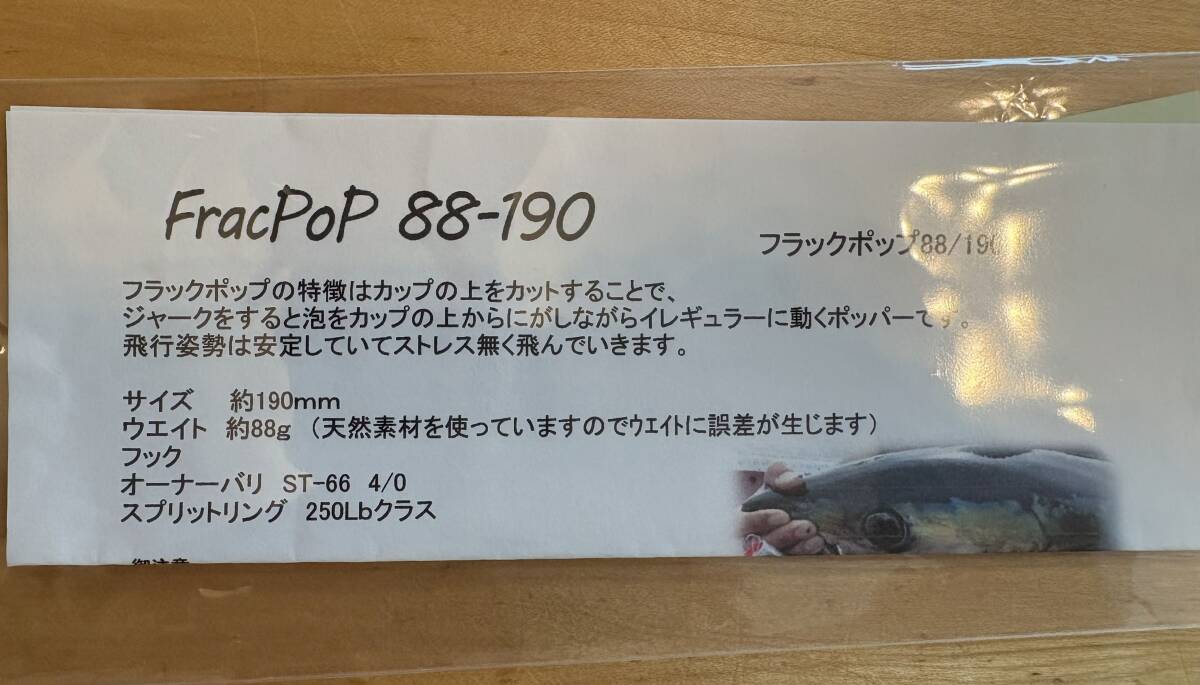 FracPoP 88-190
フラックポップ88/190
フラックポップの特徴はカップの上をカットすることで、
ジャークをすると泡をカップの上からにがしながらイレギュラーに動くポッパーです。
飛行姿勢は安定していてストレス無く飛んでいきます。
サイズ 約190mm
ウエイト 約88g (天然素材を使っていますのでｳｴｲﾄに誤差が生じます)
フック
オーナーバリ ST-66 4/0
スプリットリング 250Lbクラス